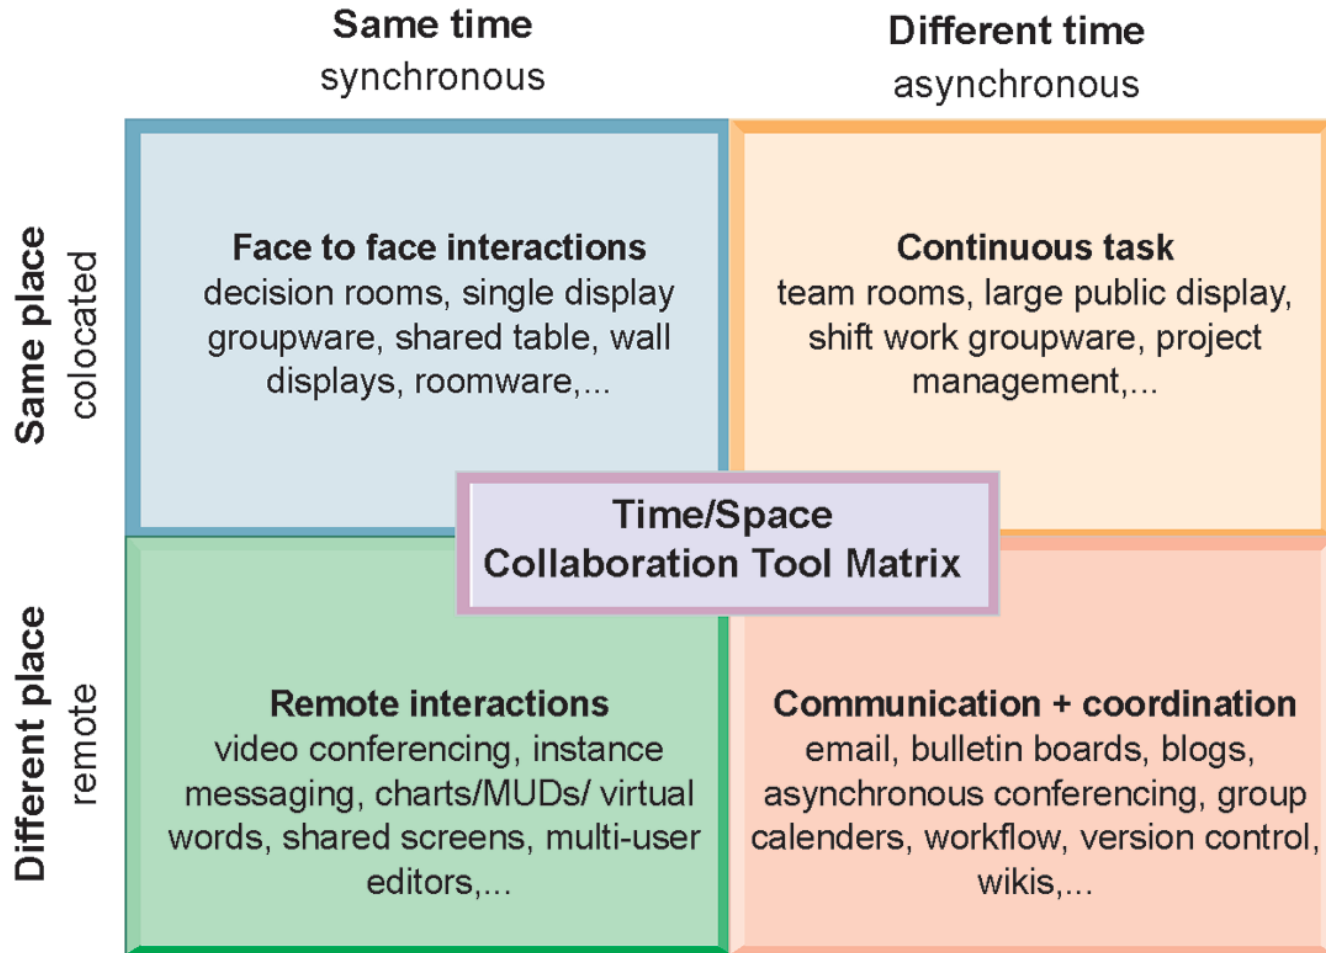 Same time
synchronous
Different time
asynchronous
Same place
colocated
Face to face interactions
decision rooms, single display
groupware, shared table, wall
displays, roomware,...
Continuous task
team rooms, large public display,
shift work groupware, project
management,...
Time/Space
Collaboration Tool Matrix
Different place
remote
Remote interactions
video conferencing, instance
messaging, charts/MUDs/ virtual
words, shared screens, multi-user
editors,...
Communication + coordination
email, bulletin boards, blogs,
asynchronous conferencing, group
calenders, workflow, version control,
wikis,...